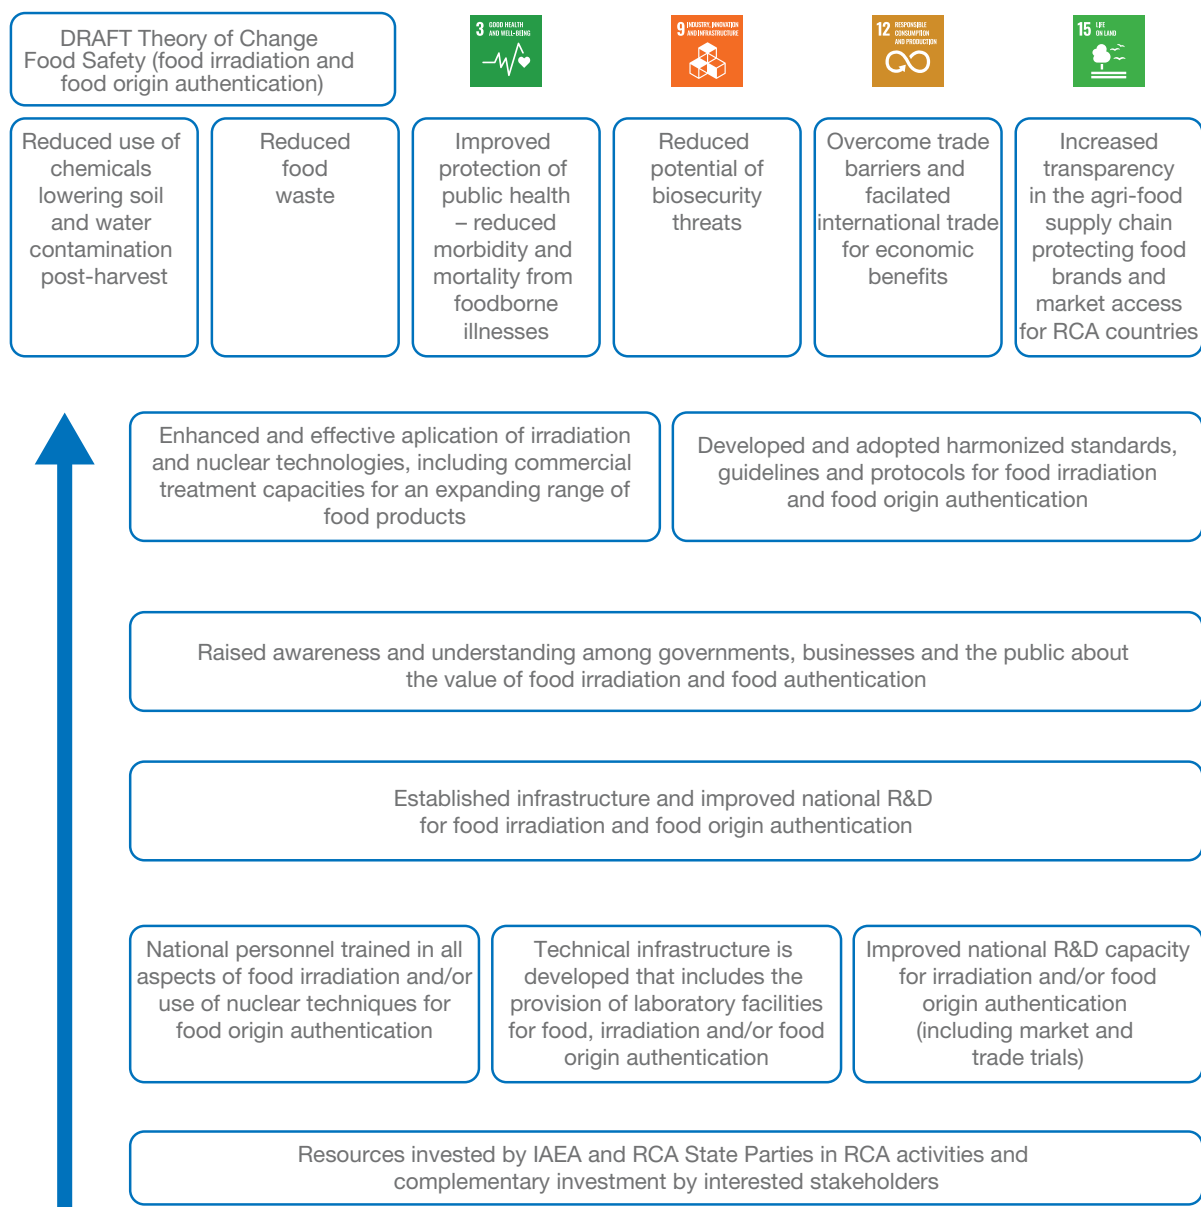 DRAFT Theory of Change
Food Safety (food irradiation and
food origin authentication)
3 GOOD HEALTH
AND WELL-BEING
9 INDUSTRY, INNOVATION
AND INFRASTRUCTURE
12 RESPONSIBLE
CONSUMPTION
AND PRODUCTION
15 LIFE
ON LAND
Reduced use of
chemicals
lowering soil
and water
contamination
post-harvest
Reduced
food
waste
Improved
protection of
public health
– reduced
morbidity and
mortality from
foodborne
illnesses
Reduced
potential of
biosecurity
threats
Overcome trade
barriers and
facilated
international trade
for economic
benefits
Increased
transparency
in the agri-food
supply chain
protecting food
brands and
market access
for RCA countries
Enhanced and effective aplication of irradiation
and nuclear technologies, including commercial
treatment capacities for an expanding range of
food products
Developed and adopted harmonized standards,
guidelines and protocols for food irradiation
and food origin authentication
Raised awareness and understanding among governments, businesses and the public about
the value of food irradiation and food authentication
Established infrastructure and improved national R&D
for food irradiation and food origin authentication
National personnel trained in all
aspects of food irradiation and/or
use of nuclear techniques for
food origin authentication
Technical infrastructure is
developed that includes the
provision of laboratory facilities
for food, irradiation and/or food
origin authentication
Improved national R&D capacity
for irradiation and/or food
origin authentication
(including market and
trade trials)
Resources invested by IAEA and RCA State Parties in RCA activities and
complementary investment by interested stakeholders